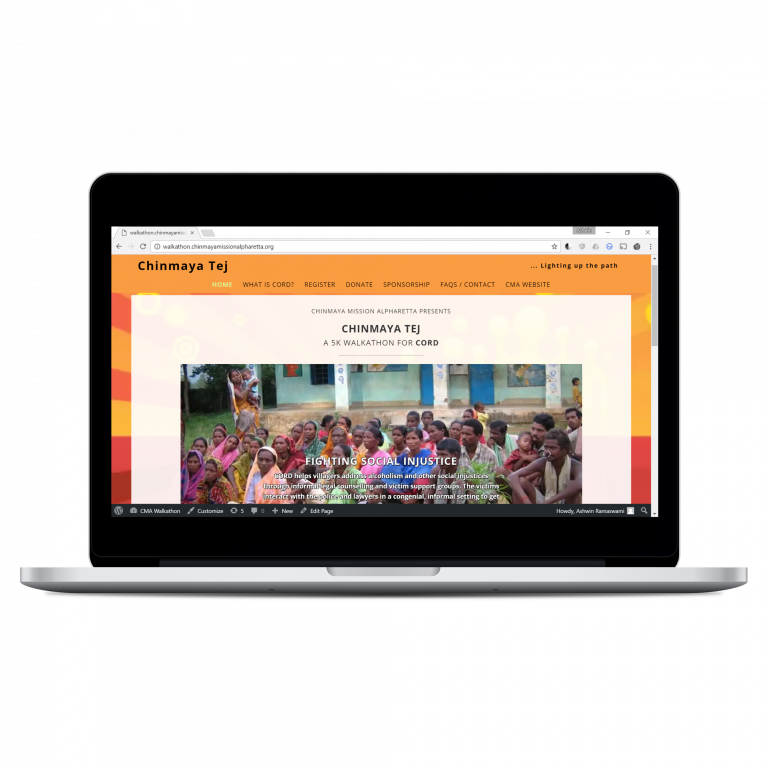 walkathon.chinmayamiss
walkathon.chinmayamissionalpharetta.org
Chinmaya Tej
... Lighting up the path
HOME WHAT IS CORD? REGISTER DONATE SPONSORSHIP FAQS / CONTACT CMA WEBSITE
CHINMAYA MISSION ALPHARETTA PRESENTS
CHINMAYA TEJ
A 5K WALKATHON FOR CORD
FIGHTING SOCIAL INJUSTICE
CORD helps villagers address alcoholism and other social injustices
through informal legal counselling and victim support groups. The victims
interact with the police and lawyers in a congenial, informal setting to get
CMA Walkathon Customize 5 0 New Edit Page Howdy, Ashwin Ramaswami